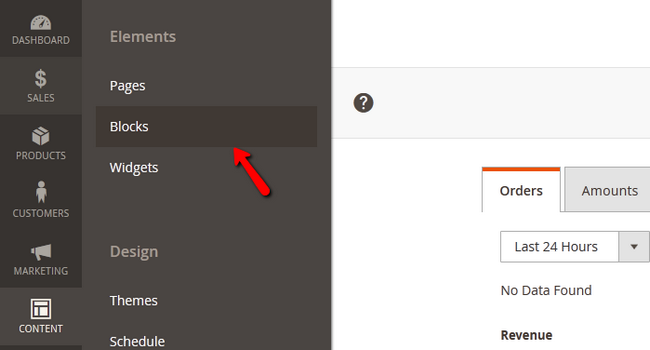 DASHBOARD
SALES
PRODUCTS
CUSTOMERS
MARKETING
CONTENT
Elements
Pages
Blocks
Widgets
Design
Themes
Schedule
?
Orders
Amounts
Last 24 Hours
No Data Found
Revenue